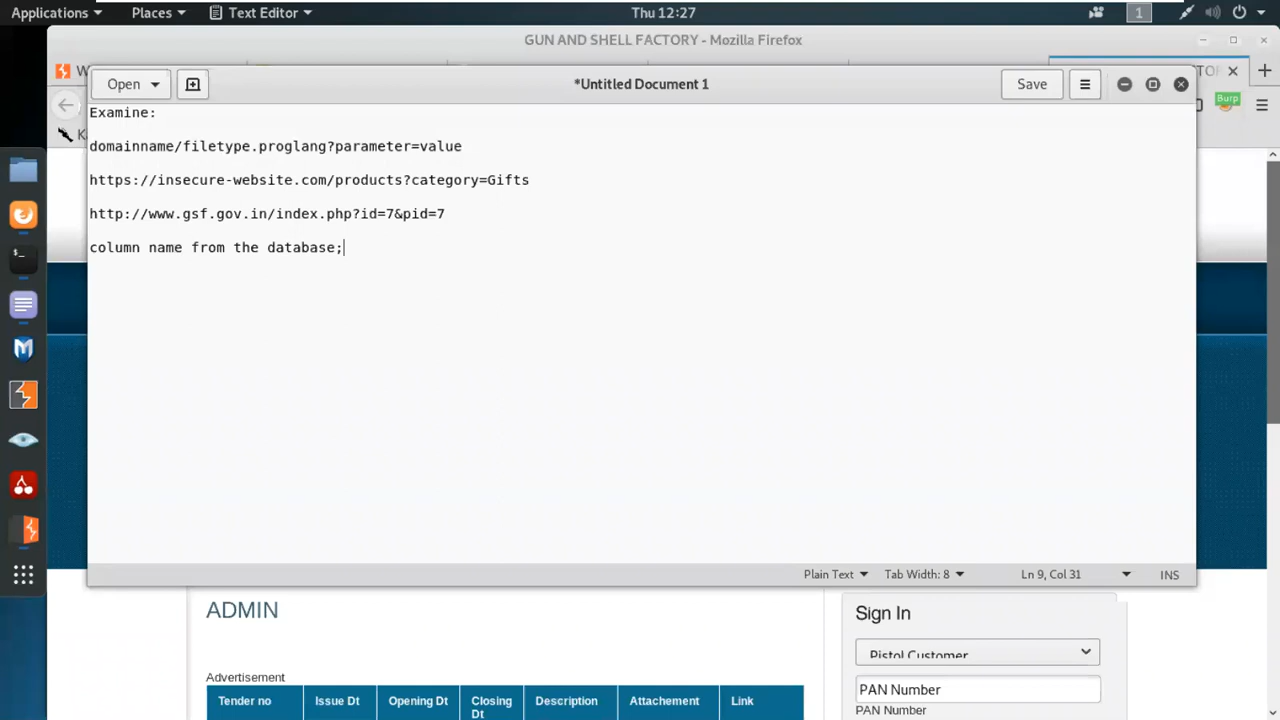 Applications Places Text Editor Thu 12:27 1
GUN AND SHELL FACTORY - Mozilla Firefox
Open *Untitled Document 1 Save
Burp
Examine:
domainname/filetype.proglang?parameter=value
https://insecure-website.com/products?category=Gifts
http://www.gsf.gov.in/index.php?id=7&pid=7
column name from the database;
Plain Text Tab Width: 8 Ln 9, Col 31 INS
ADMIN
Sign In
Pistol Customer
Advertisement
PAN Number
PAN Number
Tender no Issue Dt Opening Dt Closing Dt Description Attachement Link